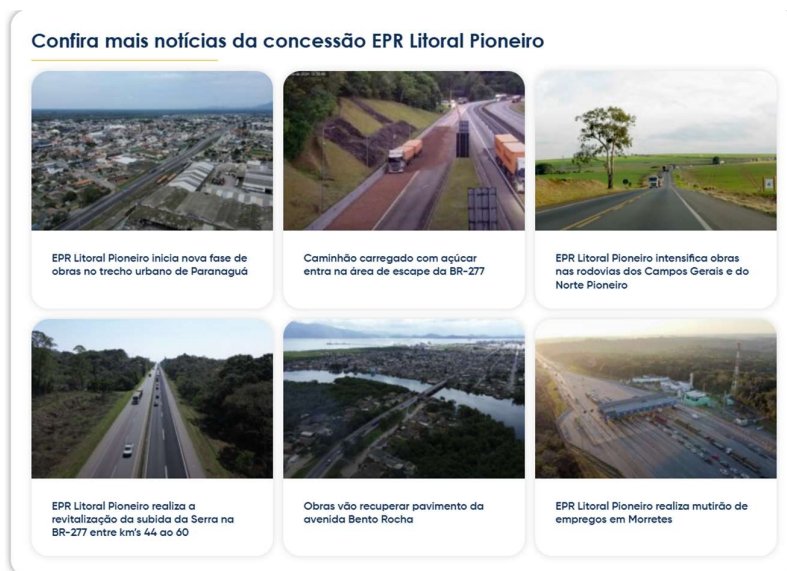 Confira mais notícias da concessão EPR Litoral Pioneiro
EPR Litoral Pioneiro inicia nova fase de
obras no trecho urbano de Paranaguá
Caminhão carregado com açúcar
entra na área de escape da BR-277
EPR Litoral Pioneiro intensifica obras
nas rodovias dos Campos Gerais e do
Norte Pioneiro
EPR Litoral Pioneiro realiza a
revitalização da subida da Serra na
BR-277 entre km's 44 ao 60
Obras vão recuperar pavimento da
avenida Bento Rocha
EPR Litoral Pioneiro realiza mutirão de
empregos em Morretes